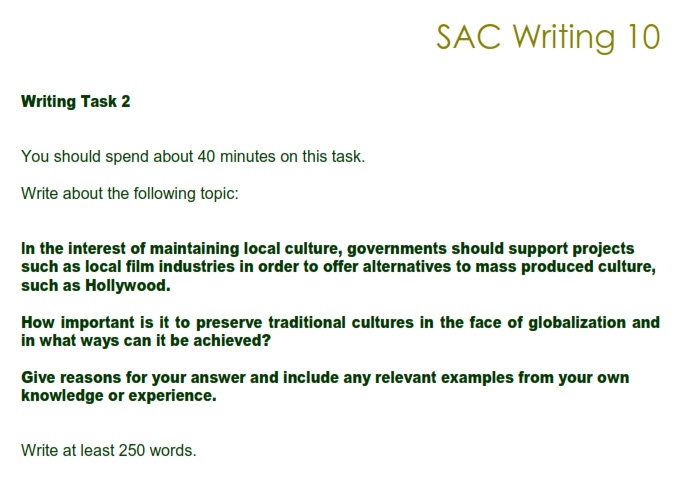 SAC Writing 10
Writing Task 2
You should spend about 40 minutes on this task.
Write about the following topic:
In the interest of maintaining local culture, governments should support projects
such as local film industries in order to offer alternatives to mass produced culture,
such as Hollywood.
How important is it to preserve traditional cultures in the face of globalization and
in what ways can it be achieved?
Give reasons for your answer and include any relevant examples from your own
knowledge or experience.
Write at least 250 words.